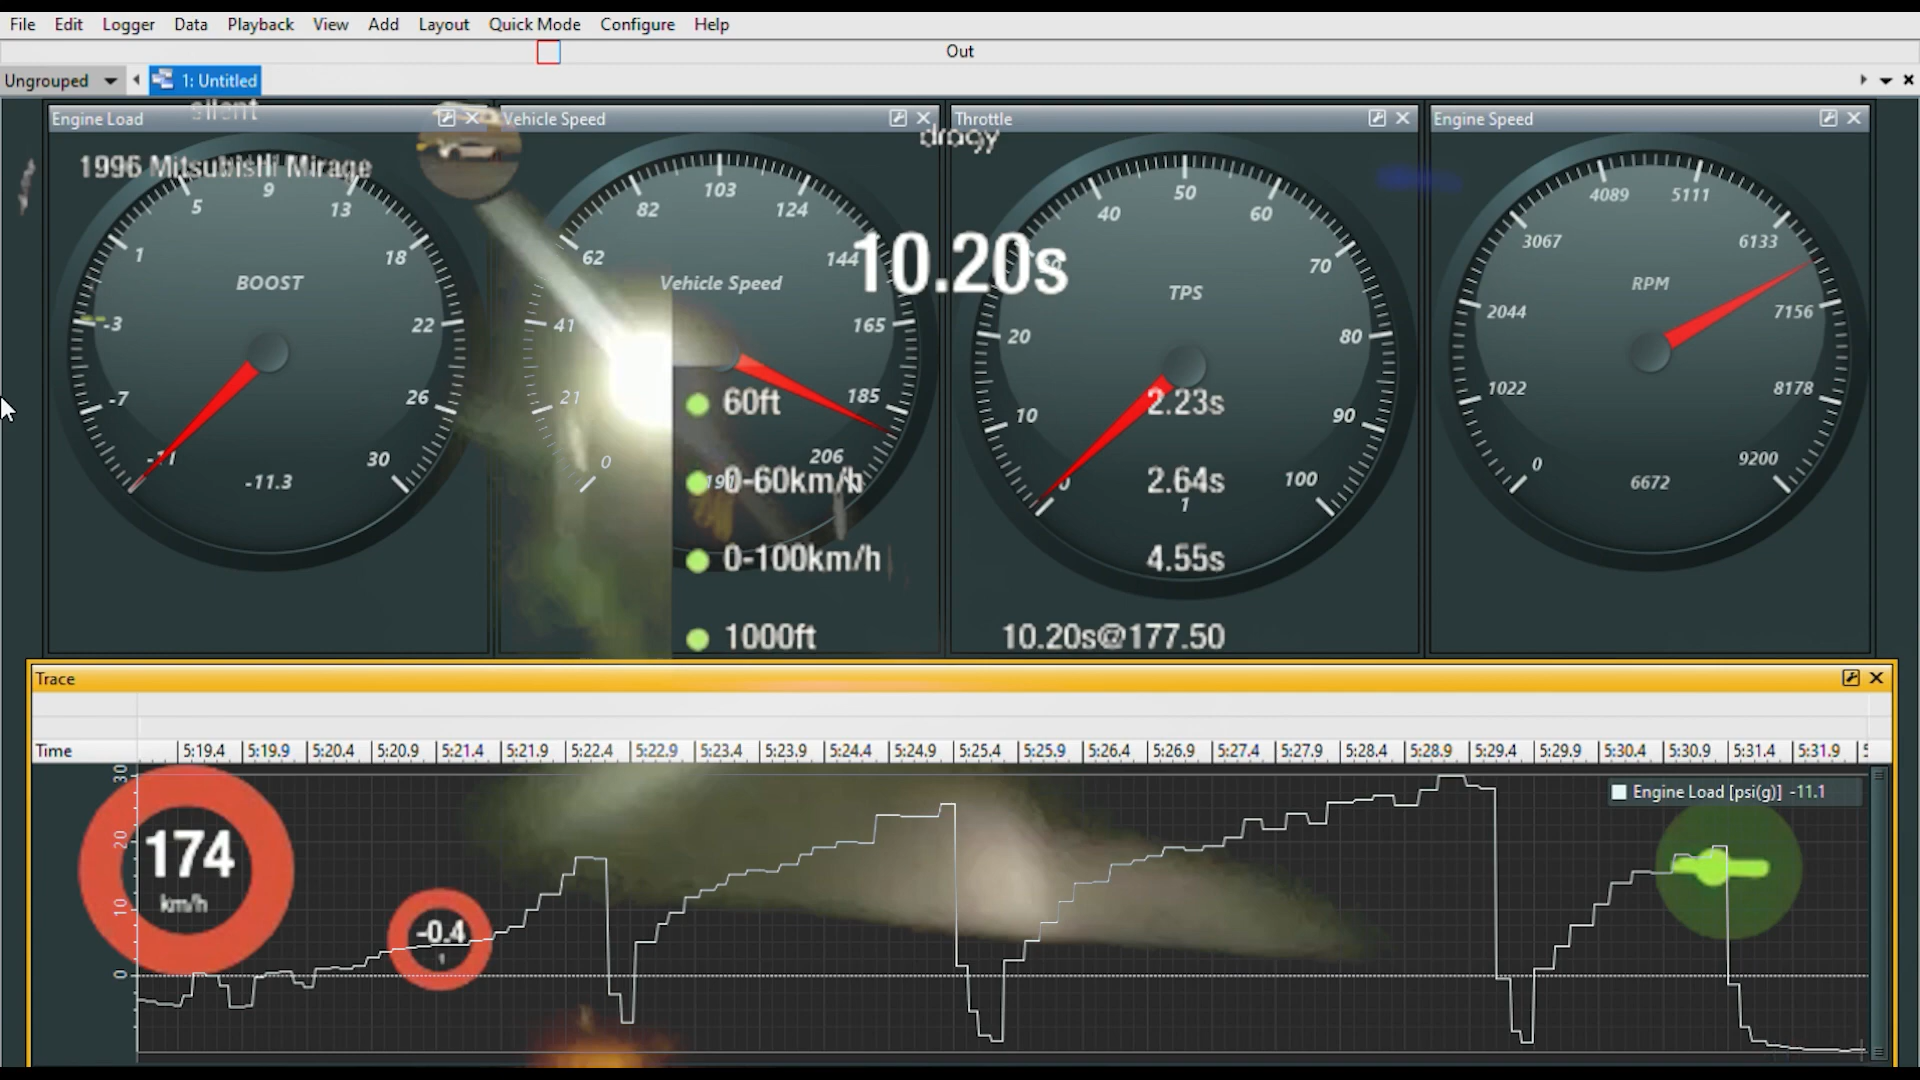 File Edit Logger Data Playback View Add Layout Quick Mode Configure Help
Out
Ungrouped 1: Untitled
silent
Engine Load
1996 Mitsubishi Mirage
-11 -7 -3 1 5 9 13 18 22 26 30
BOOST
-11.3
Vehicle Speed
0 21 41 62 82 103 124 144 165 185 206
Vehicle Speed
dragy
10.20s
Throttle
0 10 20 40 50 60 70 80 90 100
TPS
1
Engine Speed
0 1022 2044 3067 4089 5111 6133 7156 8178 9200
RPM
6672
60ft 2.23s
0-60km/h 2.64s
0-100km/h 4.55s
1000ft 10.20s@177.50
Trace
Time 5:19.4 5:19.9 5:20.4 5:20.9 5:21.4 5:21.9 5:22.4 5:22.9 5:23.4 5:23.9 5:24.4 5:24.9 5:25.4 5:25.9 5:26.4 5:26.9 5:27.4 5:27.9 5:28.4 5:28.9 5:29.4 5:29.9 5:30.4 5:30.9 5:31.4 5:31.9
30
20
10
0
Engine Load [psi(g)] -11.1
174
km/h
-0.4